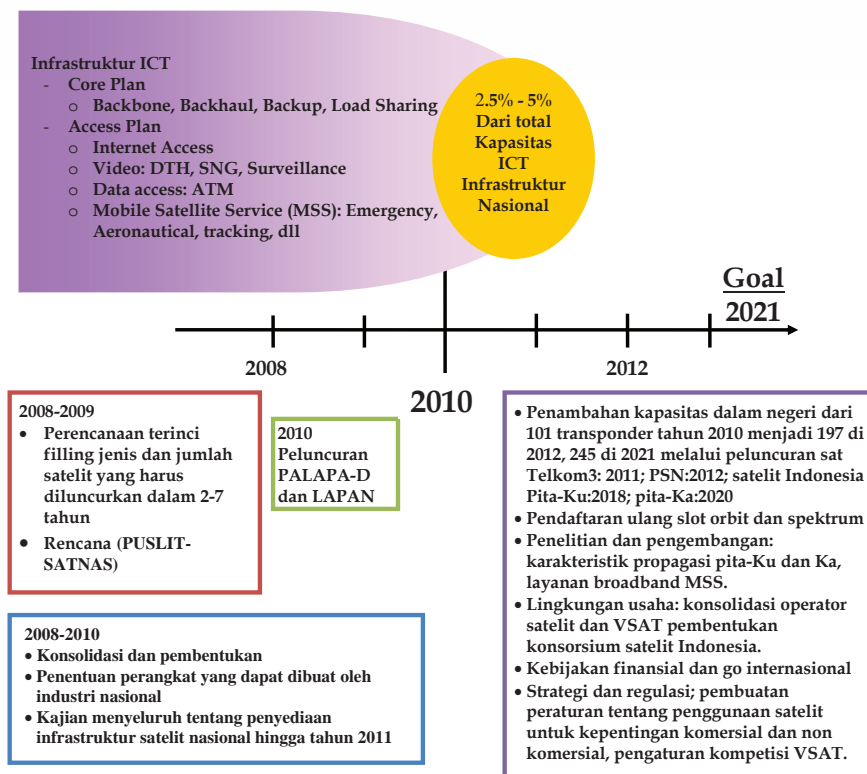 Infrastruktur ICT
- Core Plan
o Backbone, Backhaul, Backup, Load Sharing
- Access Plan
o Internet Access
o Video: DTH, SNG, Surveillance
o Data access: ATM
o Mobile Satellite Service (MSS): Emergency,
Aeronautical, tracking, dll
2.5% - 5%
Dari total
Kapasitas
ICT
Infrastruktur
Nasional
Goal
2021
2008
2010
2012
2008-2009
• Perencanaan terinci
filling jenis dan jumlah
satelit yang harus
diluncurkan dalam 2-7
tahun
• Rencana (PUSLIT-
SATNAS)
2010
Peluncuran
PALAPA-D
dan LAPAN
2008-2010
• Konsolidasi dan pembentukan
• Penentuan perangkat yang dapat dibuat oleh
industri nasional
• Kajian menyeluruh tentang penyediaan
infrastruktur satelit nasional hingga tahun 2011
• Penambahan kapasitas dalam negeri dari
101 transponder tahun 2010 menjadi 197 di
2012, 245 di 2021 melalui peluncuran sat
Telkom3: 2011; PSN:2012; satelit Indonesia
Pita-Ku:2018; pita-Ka:2020
• Pendaftaran ulang slot orbit dan spektrum
• Penelitian dan pengembangan:
karakteristik propagasi pita-Ku dan Ka,
layanan broadband MSS.
• Lingkungan usaha: konsolidasi operator
satelit dan VSAT pembentukan
konsorsium satelit Indonesia.
• Kebijakan finansial dan go internasional
• Strategi dan regulasi; pembuatan
peraturan tentang penggunaan satelit
untuk kepentingan komersial dan non
komersial, pengaturan kompetisi VSAT.